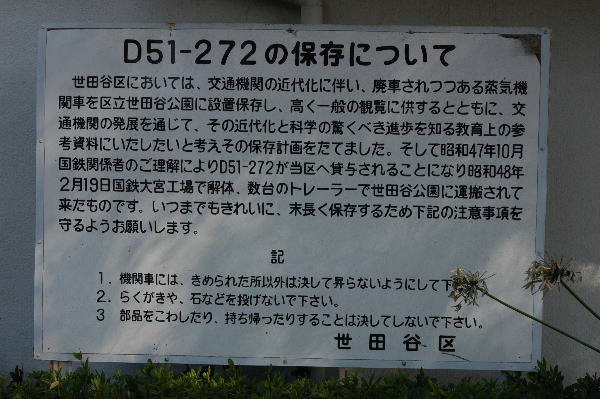 D51-272の保存について
世田谷区においては、交通機関の近代化に伴い、廃車されつつある蒸気機
関車を区立世田谷公園に設置保存し、高く一般の観覧に供するとともに、交
通機関の発展を通じて、その近代化と科学の驚くべき進歩を知る教育上の参
考資料にいたしたいと考えその保存計画をたてました。そして昭和47年10月
国鉄関係者のご理解によりD51-272が当区へ貸与されることになり昭和48年
2月19日国鉄大宮工場で解体、数台のトレーラーで世田谷公園に運搬されて
来たものです。いつまでもきれいに、末長く保存するため下記の注意事項を
守るようお願いします。
記
1. 機関車には、きめられた所以外は決して昇らないようにして下
2. らくがきや、石などを投げないで下さい。
3 部品をこわしたり、持ち帰ったりすることは決してしないで下さい。
世田谷区